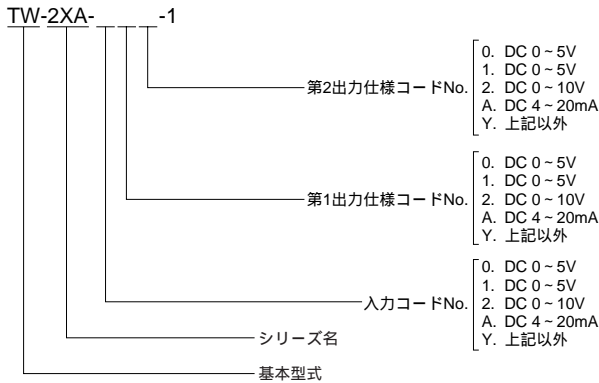 TW-2XA-_ _ _-1
第2出力仕様コードNo.
0. DC 0~5V
1. DC 0~5V
2. DC 0~10V
A. DC 4~20mA
Y. 上記以外
第1出力仕様コードNo.
0. DC 0~5V
1. DC 0~5V
2. DC 0~10V
A. DC 4~20mA
Y. 上記以外
入力コードNo.
0. DC 0~5V
1. DC 0~5V
2. DC 0~10V
A. DC 4~20mA
Y. 上記以外
シリーズ名
基本型式